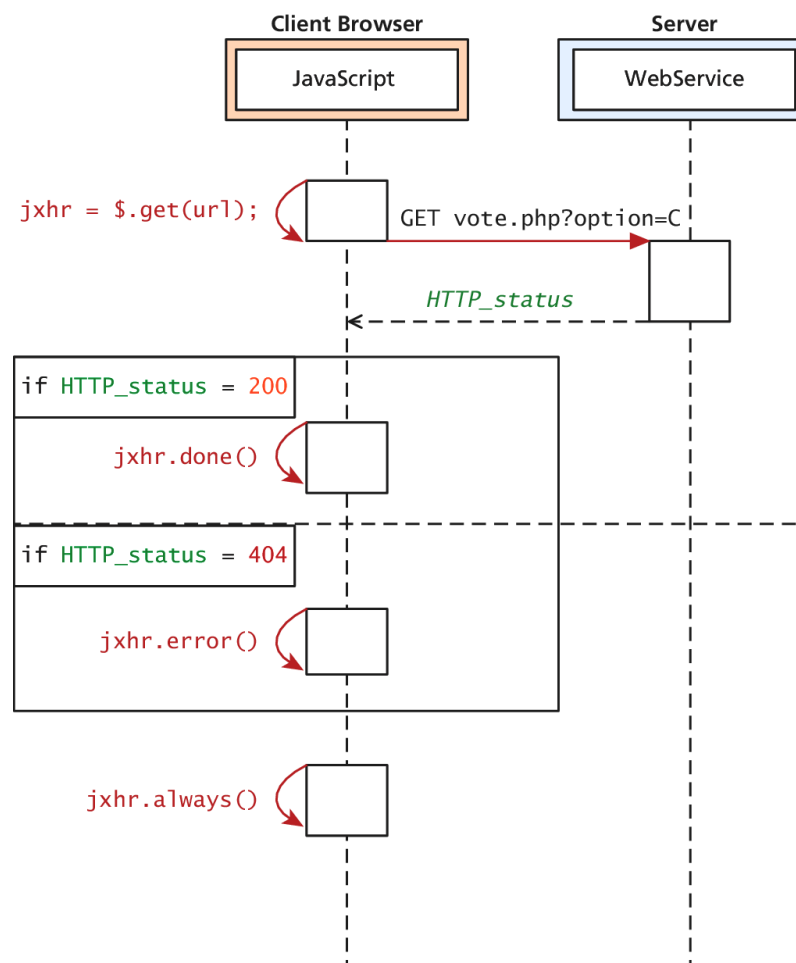 Client Browser
Server
JavaScript
WebService
jxhr = $.get(url);
GET vote.php?option=C
HTTP_status
if HTTP_status = 200
jxhr.done()
if HTTP_status = 404
jxhr.error()
jxhr.always()